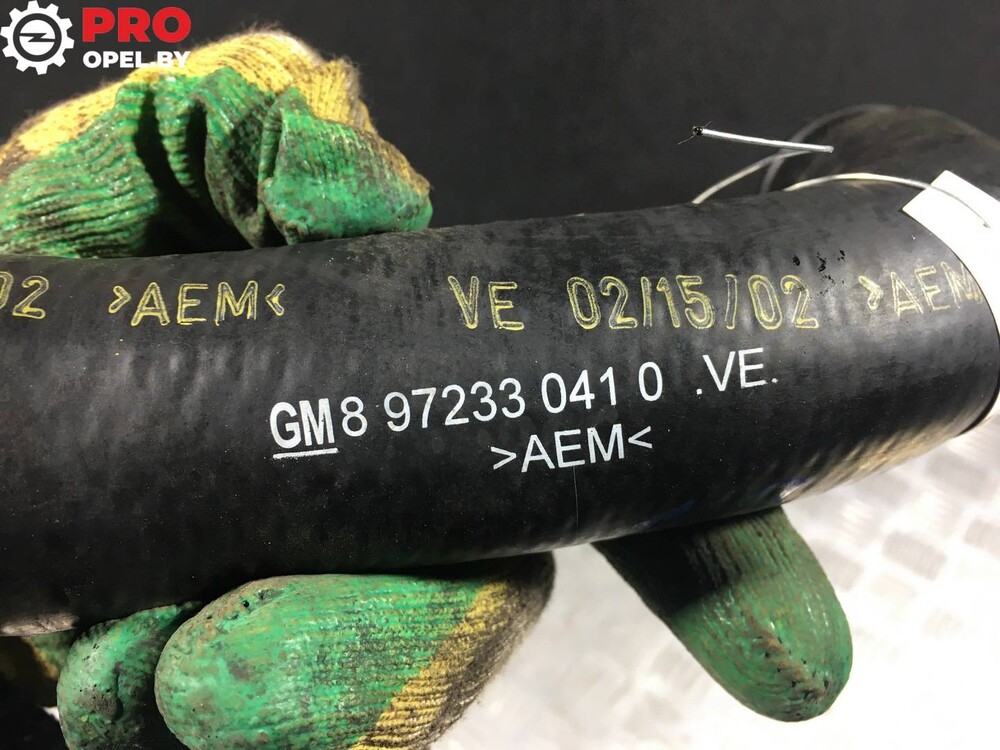 PRO
OPEL.BY
02 >AEM< VE 02/15/02 >AEM
GM 8 97233 041 0 .VE.
>AEM<